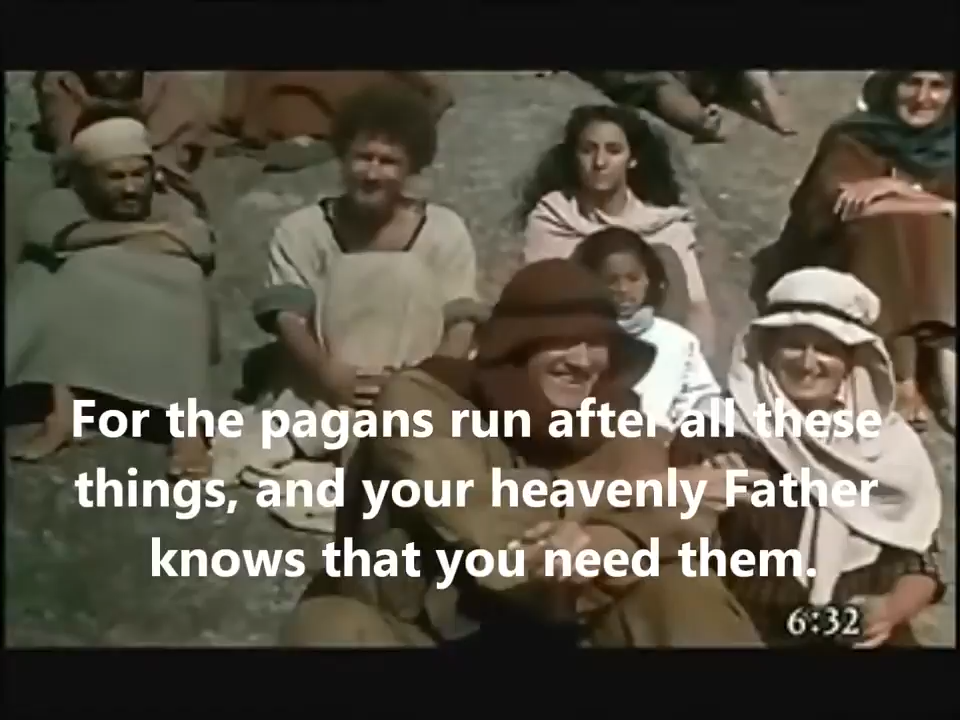 For the pagans run after all these
things, and your heavenly Father
knows that you need them.
6:32